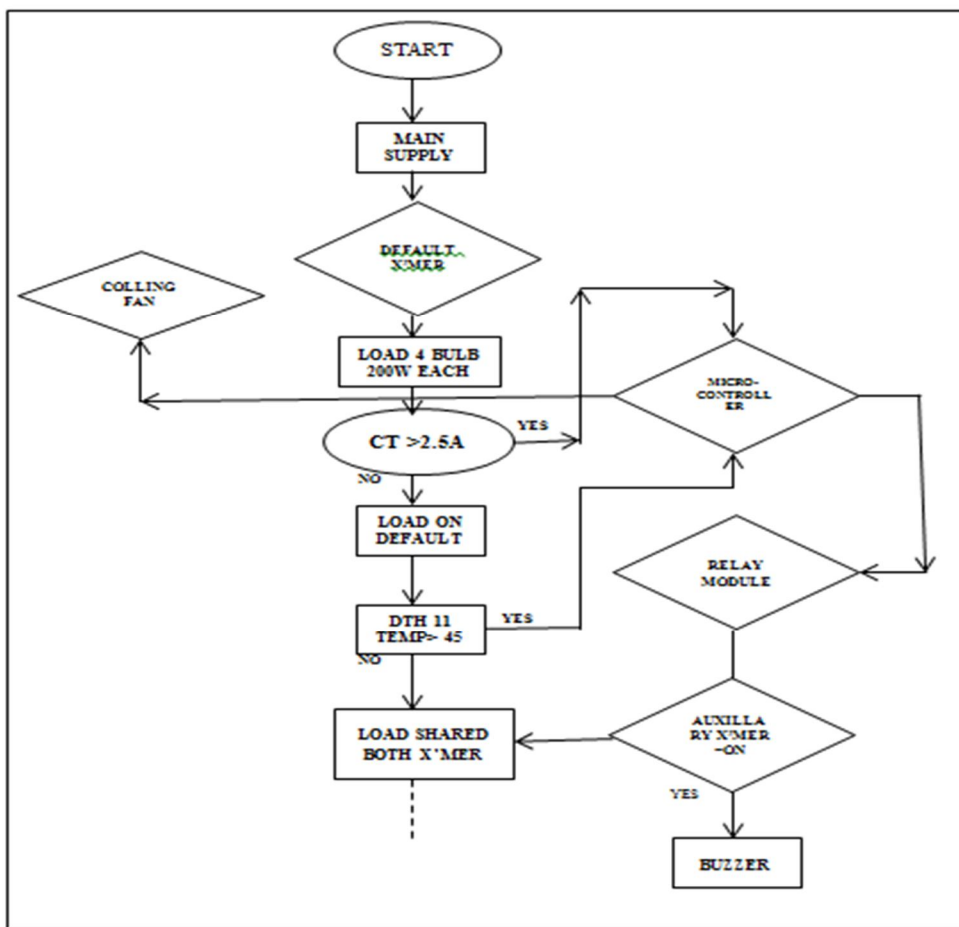 START
MAIN
SUPPLY
DEFAULT
X'MER
COLLING
FAN
LOAD 4 BULB
200W EACH
MICRO-
CONTROLL
ER
CT >2.5A
YES
NO
LOAD ON
DEFAULT
RELAY
MODULE
DTH 11
TEMP> 45
YES
NO
LOAD SHARED
BOTH X'MER
AUXILLA
RY X'MER
=ON
YES
BUZZER